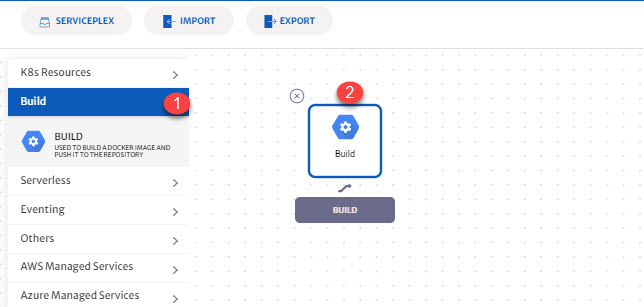 SERVICEPLEX
IMPORT
EXPORT
K8s Resources
Build
1
BUILD
USED TO BUILD A DOCKER IMAGE AND
PUSH IT TO THE REPOSITORY
Serverless
Eventing
Others
AWS Managed Services
Azure Managed Services
2
Build
BUILD